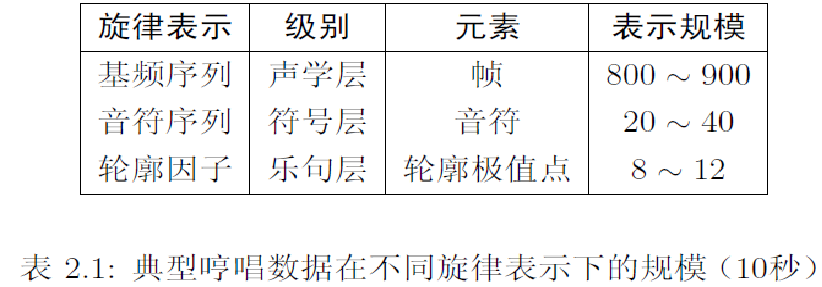 旋律表示 级别 元素 表示规模
基频序列 声学层 帧 800 ~ 900
音符序列 符号层 音符 20 ~ 40
轮廓因子 乐句层 轮廓极值点 8 ~ 12
表 2.1: 典型哼唱数据在不同旋律表示下的规模（10秒）